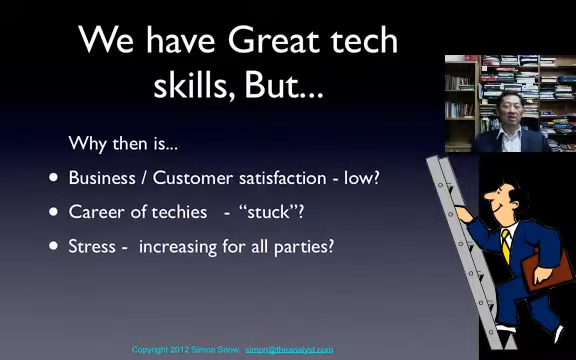 We have Great tech
skills, But...
Why then is...
• Business / Customer satisfaction - low?
• Career of techies - “stuck”?
• Stress - increasing for all parties?
Copyright 2012 Simon Seow, simon@theanalyst.com